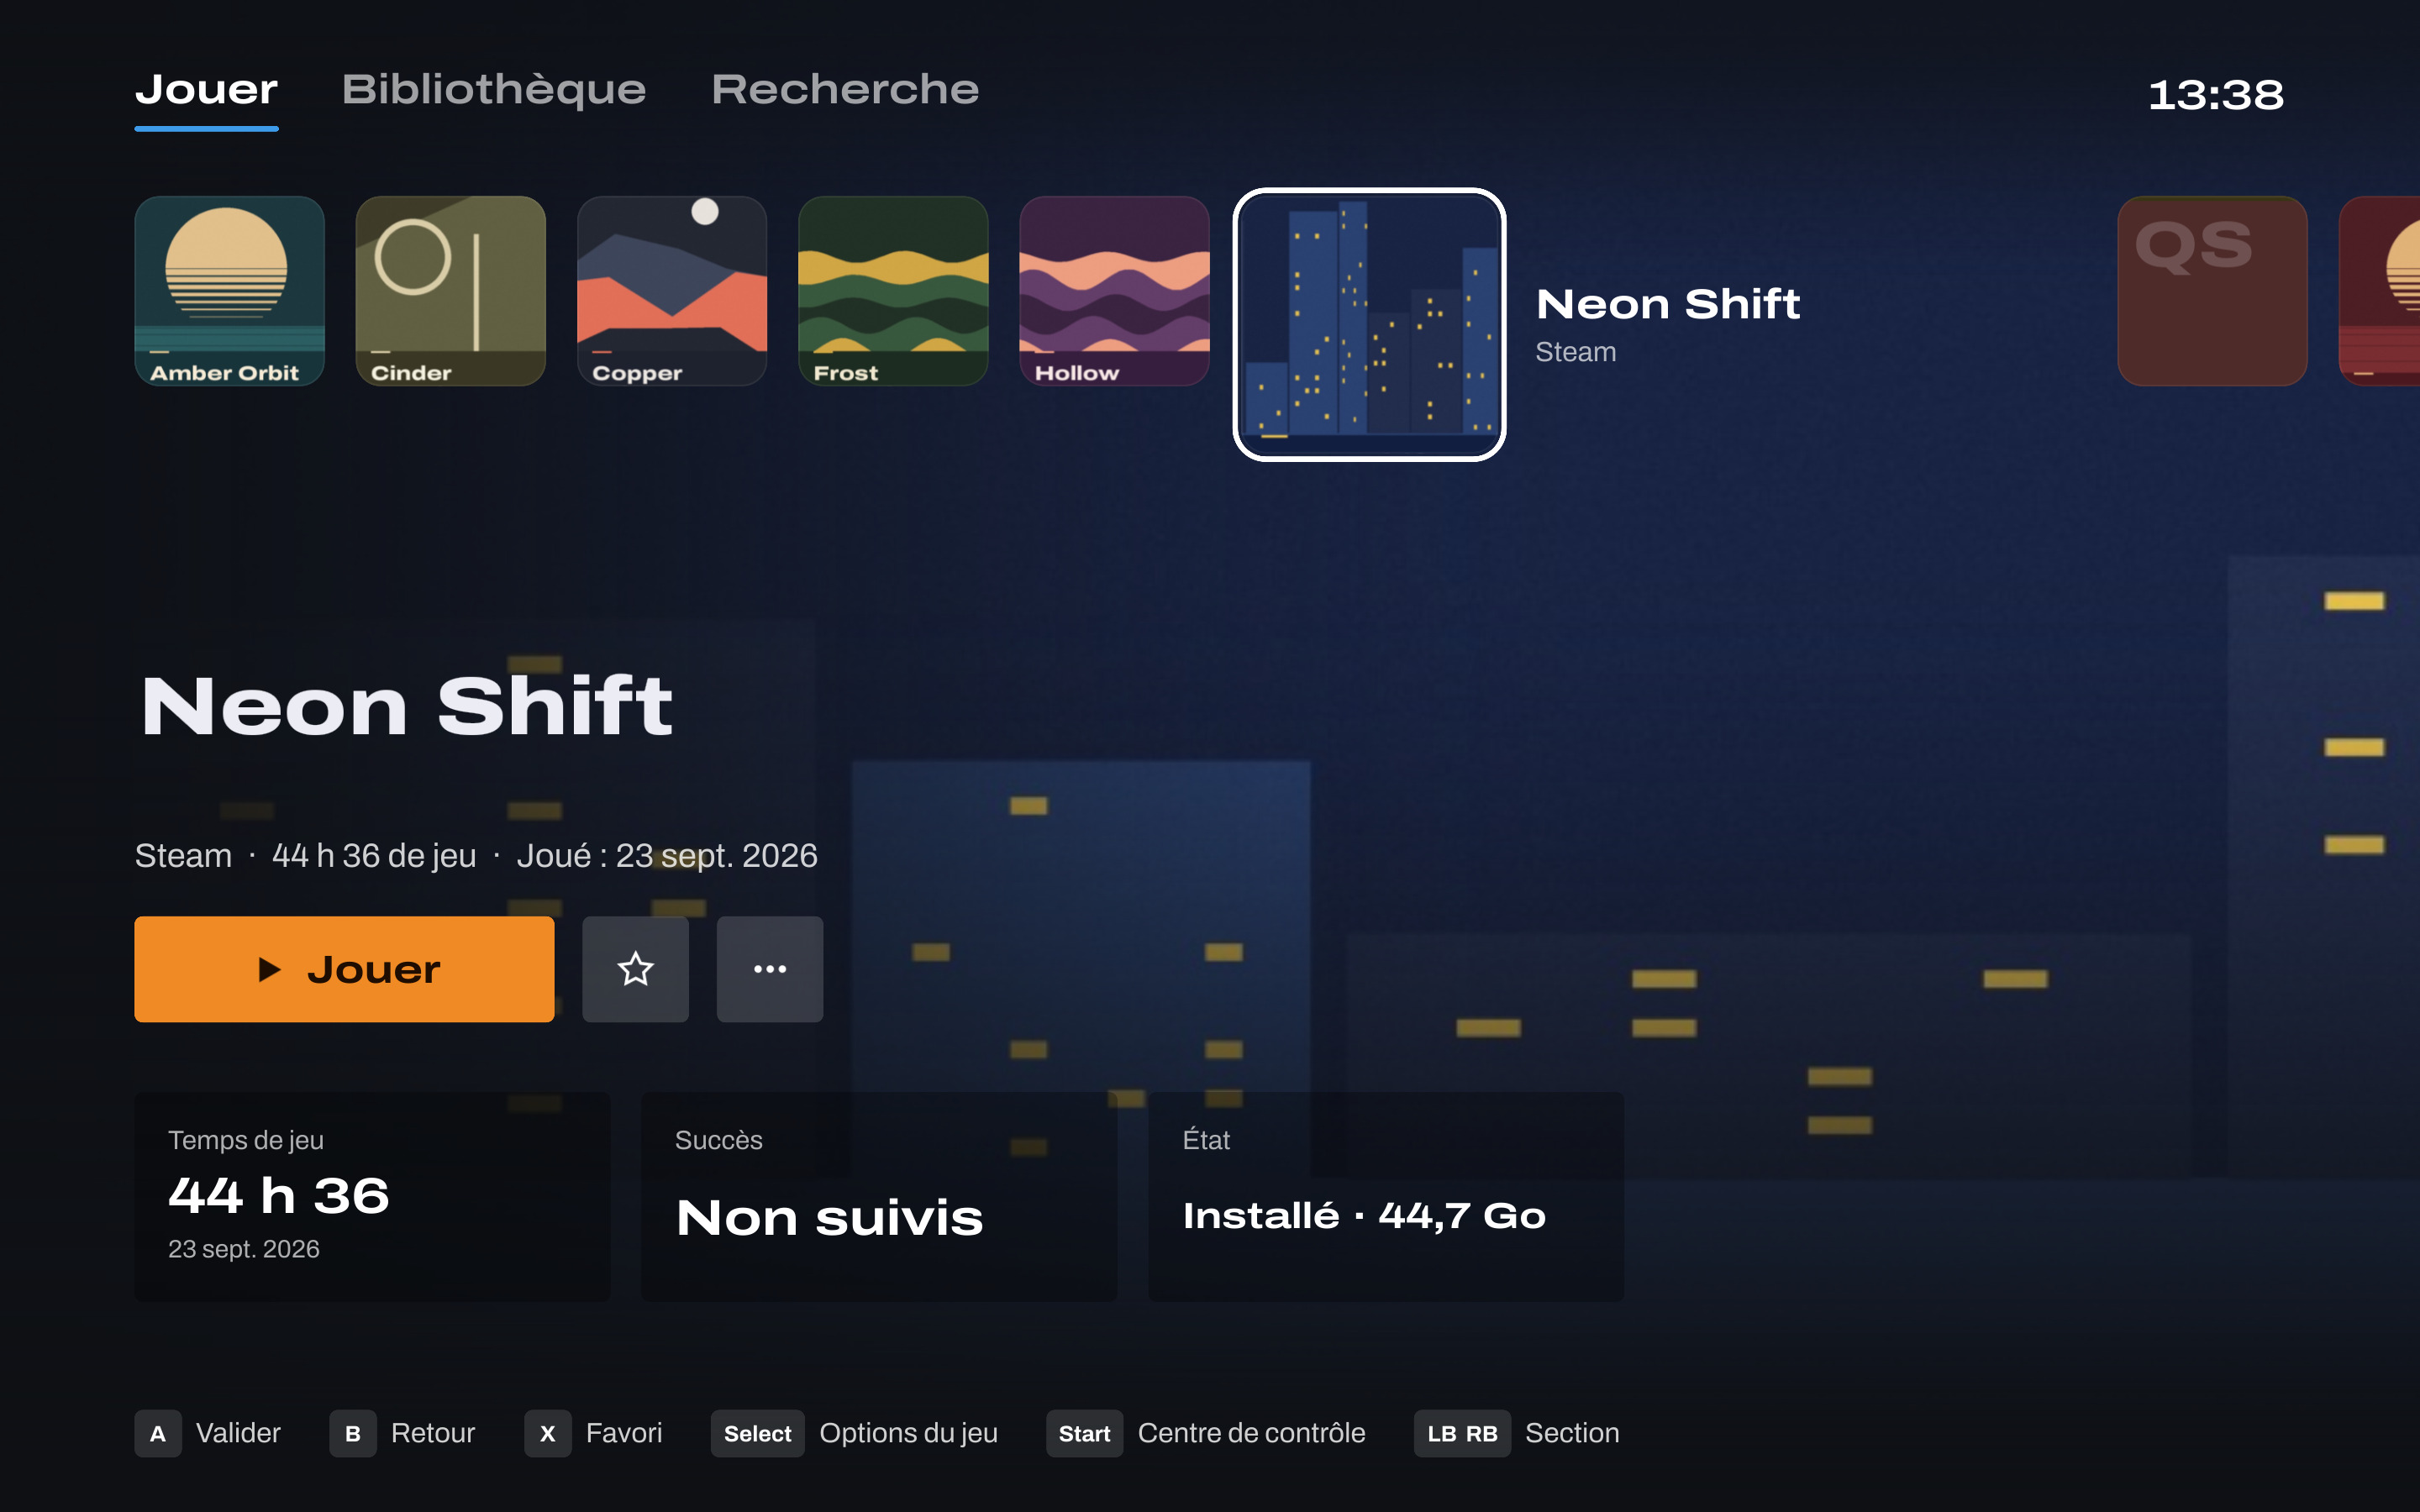 Jouer
Bibliothèque
Recherche
13:38
Amber Orbit
Cinder
Copper
Frost
Hollow
Neon Shift
Steam
QS
Neon Shift
Steam · 44 h 36 de jeu · Joué : 23 sept. 2026
Jouer
Temps de jeu
44 h 36
23 sept. 2026
Succès
Non suivis
État
Installé · 44,7 Go
A Valider
B Retour
X Favori
Select Options du jeu
Start Centre de contrôle
LB RB Section